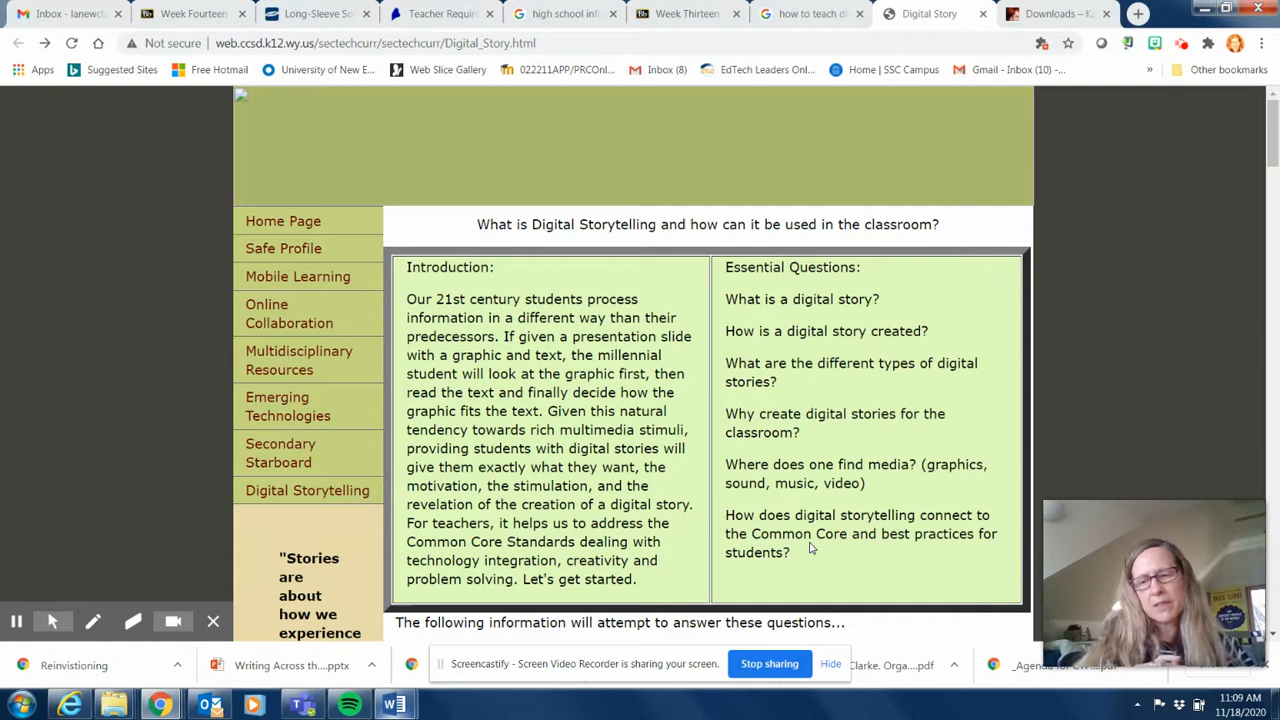 Inbox - lanewcla
Week Fourteen
Long-Sleeve So
Teacher Require
high school inf
Week Thirteen
how to teach di
Digital Story
Downloads – Ka
Not secure | web.ccsd.k12.wy.us/sectechcurr/sectechcurr/Digital_Story.html
Apps
Suggested Sites
Free Hotmail
University of New E...
Web Slice Gallery
022211APP/PRCOnl...
Inbox (8)
EdTech Leaders Onl...
Home | SSC Campus
Gmail - Inbox (10) -...
»
Other bookmarks
Home Page
Safe Profile
Mobile Learning
Online
Collaboration
Multidisciplinary
Resources
Emerging
Technologies
Secondary
Starboard
Digital Storytelling
"Stories
are
about
how we
experience
What is Digital Storytelling and how can it be used in the classroom?
Introduction:
Our 21st century students process
information in a different way than their
predecessors. If given a presentation slide
with a graphic and text, the millennial
student will look at the graphic first, then
read the text and finally decide how the
graphic fits the text. Given this natural
tendency towards rich multimedia stimuli,
providing students with digital stories will
give them exactly what they want, the
motivation, the stimulation, and the
revelation of the creation of a digital story.
For teachers, it helps us to address the
Common Core Standards dealing with
technology integration, creativity and
problem solving. Let's get started.
Essential Questions:
What is a digital story?
How is a digital story created?
What are the different types of digital
stories?
Why create digital stories for the
classroom?
Where does one find media? (graphics,
sound, music, video)
How does digital storytelling connect to
the Common Core and best practices for
students?
The following information will attempt to answer these questions...
Reinvistioning
Writing Across th....pptx
Screencastify - Screen Video Recorder is sharing your screen.
Stop sharing
Hide
Clarke. Orga....pdf
_Agenda for
11:09 AM
11/18/2020